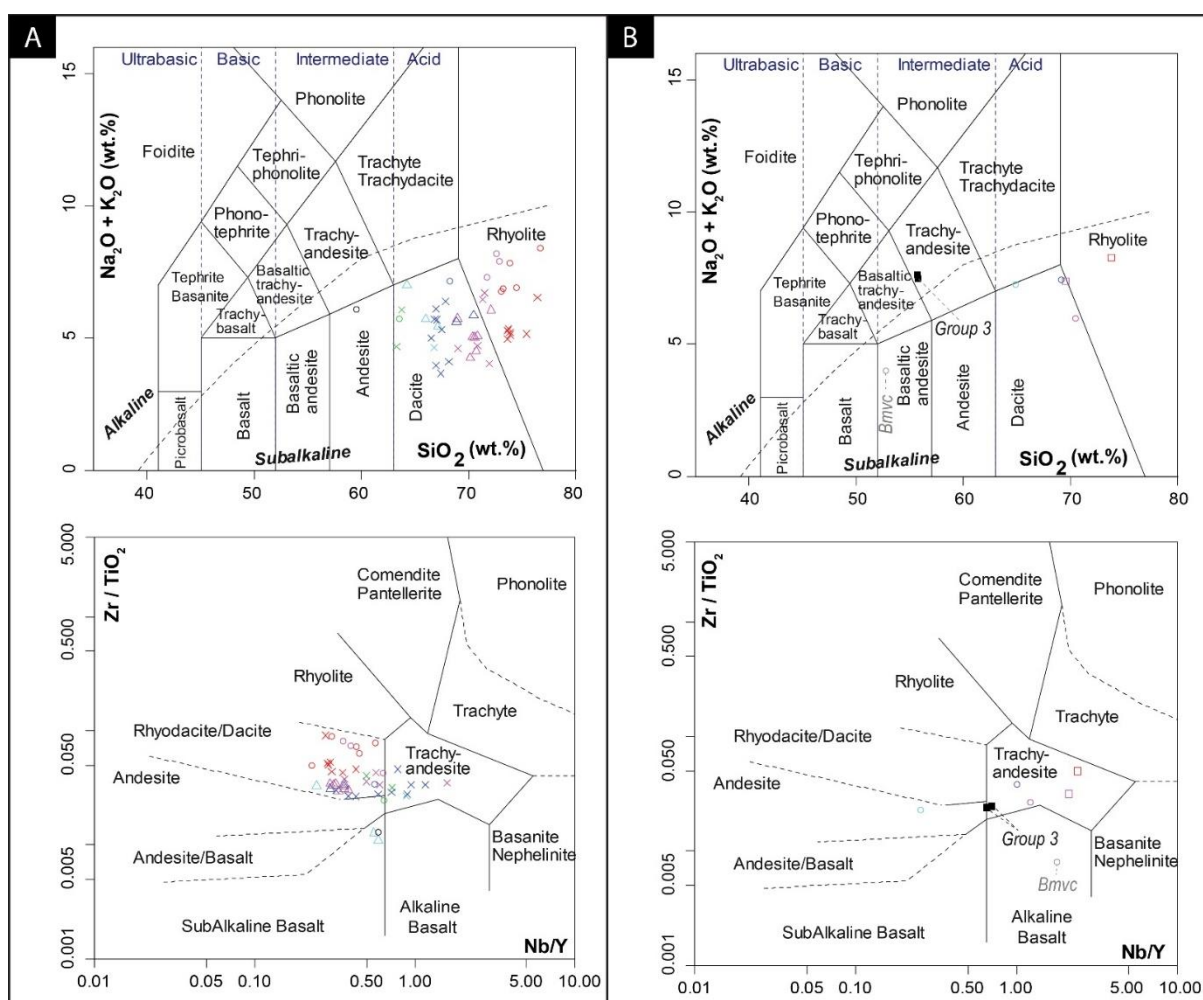 A
Ultrabasic Basic Intermediate Acid
Phonolite
Foidite
Tephri-
phonolite
Trachyte
Trachydacite
Phono-
tephrite
Trachy-
andesite
Rhyolite
Tephrite
Basanite
Basaltic
trachy-
andesite
Trachy-
basalt
Alkaline
Picrobasalt
Basalt
Basaltic
andesite
Andesite
Dacite
Subalkaline
Na2O + K2O (wt.%)
15
10
5
0
SiO2 (wt.%)
40 50 60 70 80
B
Ultrabasic Basic Intermediate Acid
Phonolite
Foidite
Tephri-
phonolite
Trachyte
Trachydacite
Phono-
tephrite
Trachy-
andesite
Rhyolite
Tephrite
Basanite
Basaltic
trachy-
andesite
Trachy-
basalt
Group 3
Alkaline
Picrobasalt
Basalt
Bmvc
Basaltic
andesite
Andesite
Dacite
Subalkaline
Na2O + K2O (wt.%)
15
10
5
0
SiO2 (wt.%)
40 50 60 70 80
Zr / TiO2
5.000
0.500
0.050
0.005
0.001
Comendite
Pantellerite
Phonolite
Rhyolite
Trachyte
Rhyodacite/Dacite
Trachy-
andesite
Andesite
Andesite/Basalt
Basanite
Nephelinite
SubAlkaline Basalt
Alkaline
Basalt
Nb/Y
0.01 0.05 0.10 0.50 1.00 5.00 10.00
Zr / TiO2
5.000
0.500
0.050
0.005
0.001
Comendite
Pantellerite
Phonolite
Rhyolite
Trachyte
Rhyodacite/Dacite
Trachy-
andesite
Andesite
Group 3
Andesite/Basalt
Basanite
Nephelinite
Bmvc
SubAlkaline Basalt
Alkaline
Basalt
Nb/Y
0.01 0.05 0.10 0.50 1.00 5.00 10.00